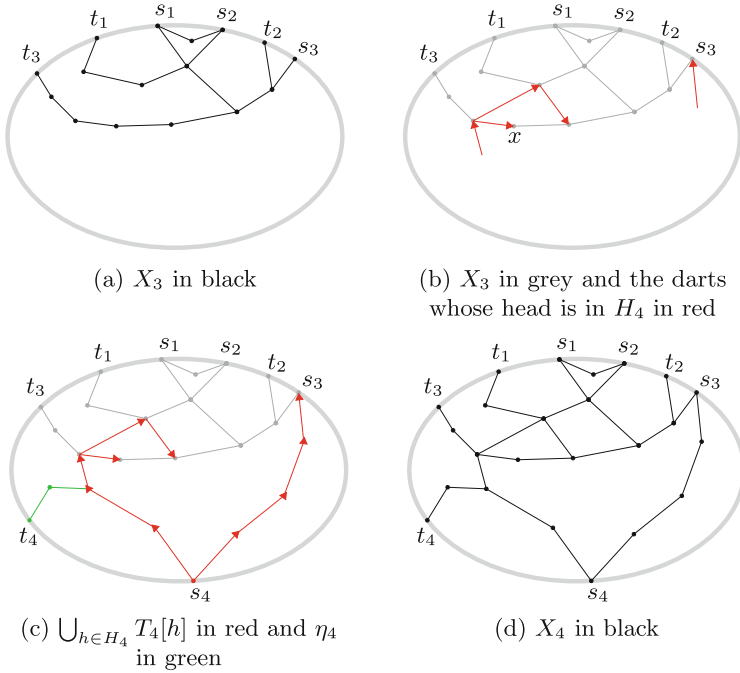 s₁
s₂
t₁
t₂
t₃
s₃
(a) X₃ in black
s₁
s₂
t₁
t₂
t₃
s₃
x
(b) X₃ in grey and the darts
whose head is in H₄ in red
s₁
s₂
t₁
t₂
t₃
s₃
t₄
s₄
(c) ⋃h∈H₄ T₄[h] in red and η₄
in green
s₁
s₂
t₁
t₂
t₃
s₃
t₄
s₄
(d) X₄ in black